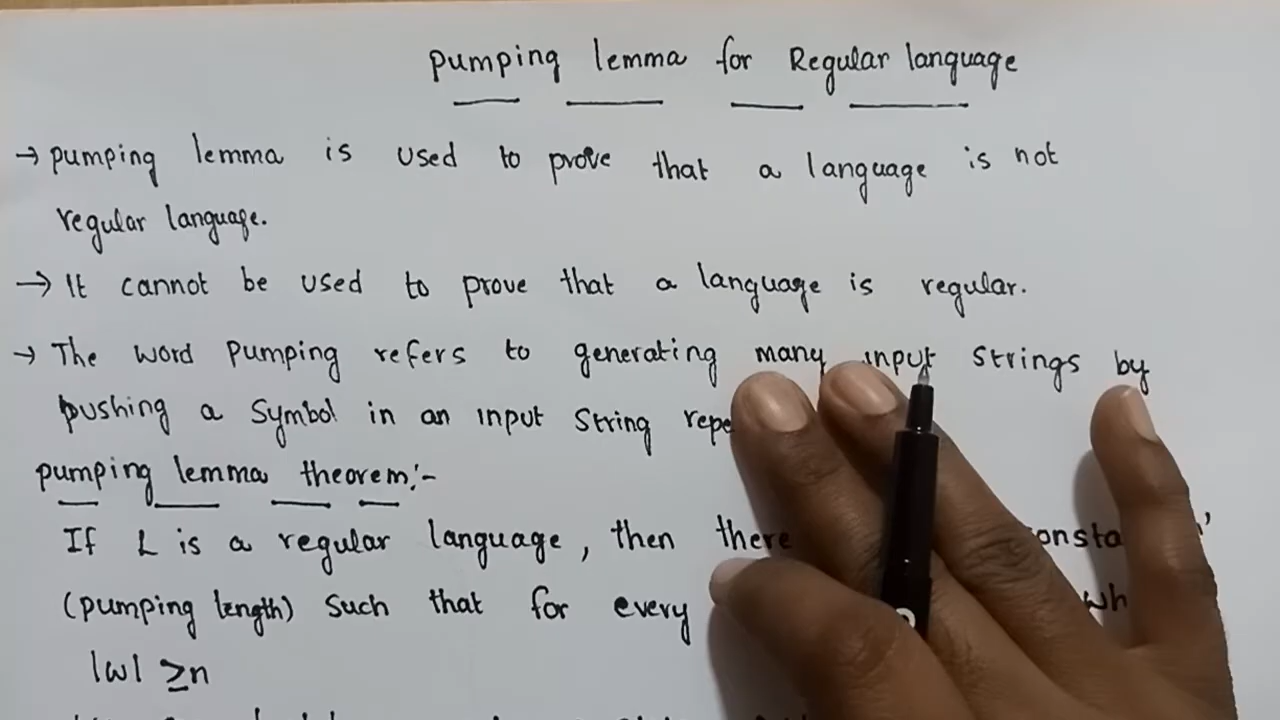 Pumping lemma for Regular language
→ pumping lemma is used to prove that a language is not
regular language.
→ It cannot be used to prove that a language is regular.
→ The word Pumping refers to generating many input strings by
pushing a symbol in an input string
pumping lemma theorem:-
If L is a regular language, then there
(pumping length) such that for every
|w| ≥n